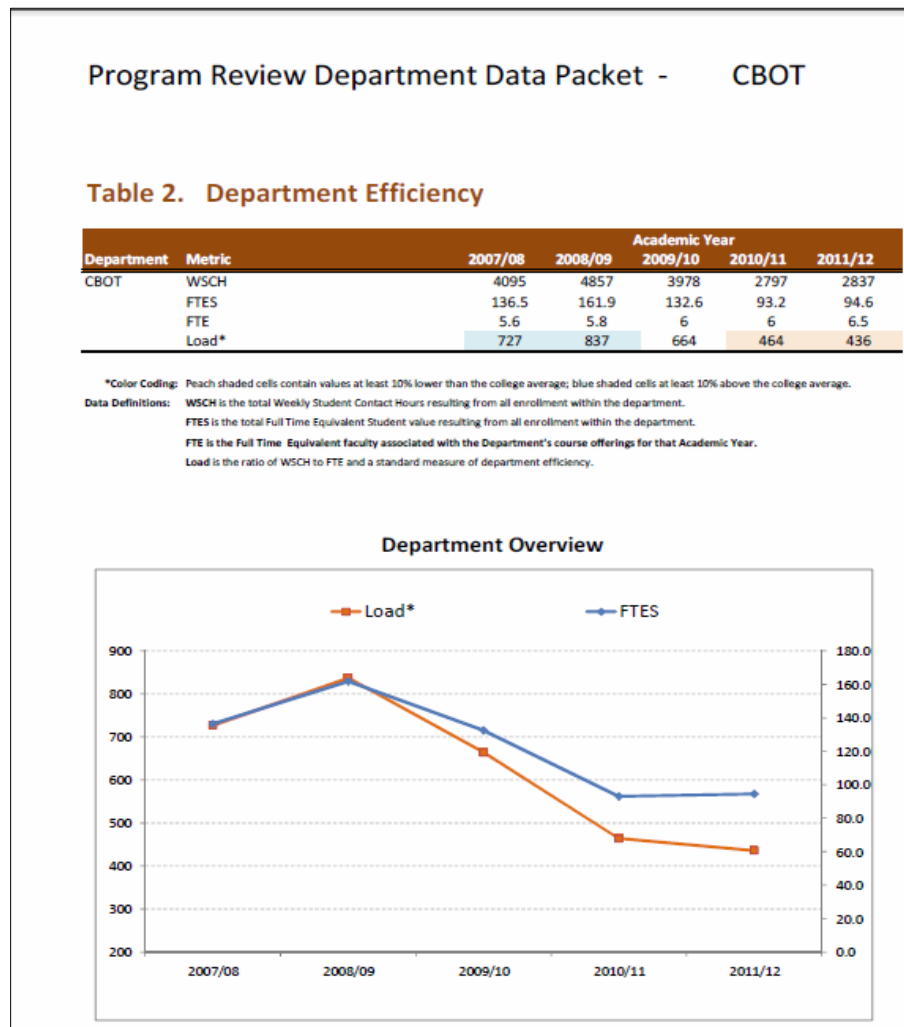 Program Review Department Data Packet - CBOT
Table 2. Department Efficiency
Academic Year
Department Metric 2007/08 2008/09 2009/10 2010/11 2011/12
CBOT WSCH 4095 4857 3978 2797 2837
FTES 136.5 161.9 132.6 93.2 94.6
FTE 5.6 5.8 6 6 6.5
Load* 727 837 664 464 436
*Color Coding: Peach shaded cells contain values at least 10% lower than the college average; blue shaded cells at least 10% above the college average.
Data Definitions: WSCH is the total Weekly Student Contact Hours resulting from all enrollment within the department.
FTES is the total Full Time Equivalent Student value resulting from all enrollment within the department.
FTE is the Full Time Equivalent faculty associated with the Department's course offerings for that Academic Year.
Load is the ratio of WSCH to FTE and a standard measure of department efficiency.
Department Overview
Load* FTES
900 180.0
800 160.0
700 140.0
600 120.0
500 100.0
400 80.0
300 60.0
200 40.0
20.0
0.0
2007/08 2008/09 2009/10 2010/11 2011/12